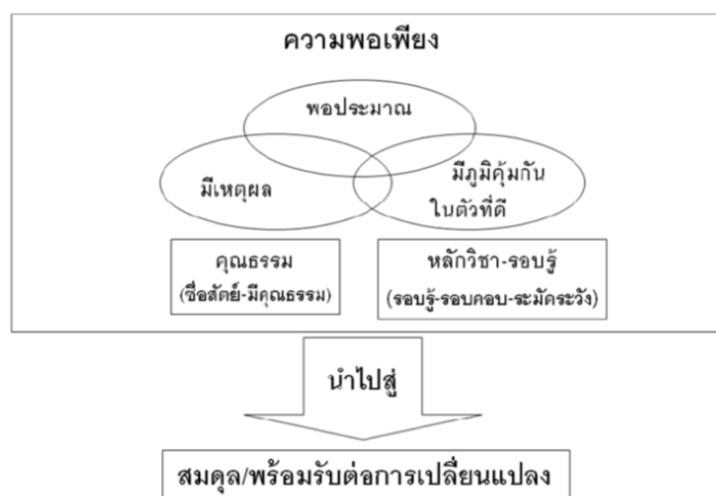 ความพอเพียง
พอประมาณ
มีเหตุผล
มีภูมิคุ้มกัน
ในตัวที่ดี
คุณธรรม
(ซื่อสัตย์-มีคุณธรรม)
หลักวิชา-รอบรู้
(รอบรู้-รอบคอบ-ระมัดระวัง)
นำไปสู่
สมดุล/พร้อมรับต่อการเปลี่ยนแปลง